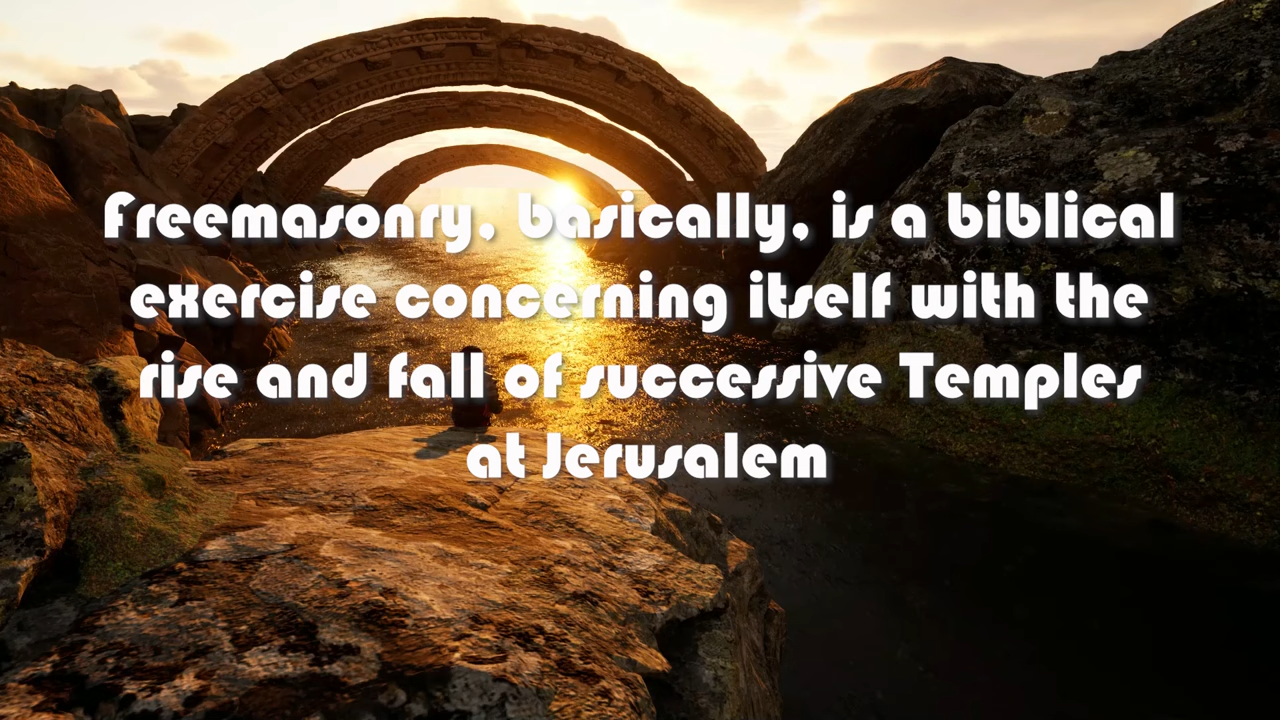 Freemasonry, basically, is a biblical
exercise concerning itself with the
rise and fall of successive Temples
at Jerusalem